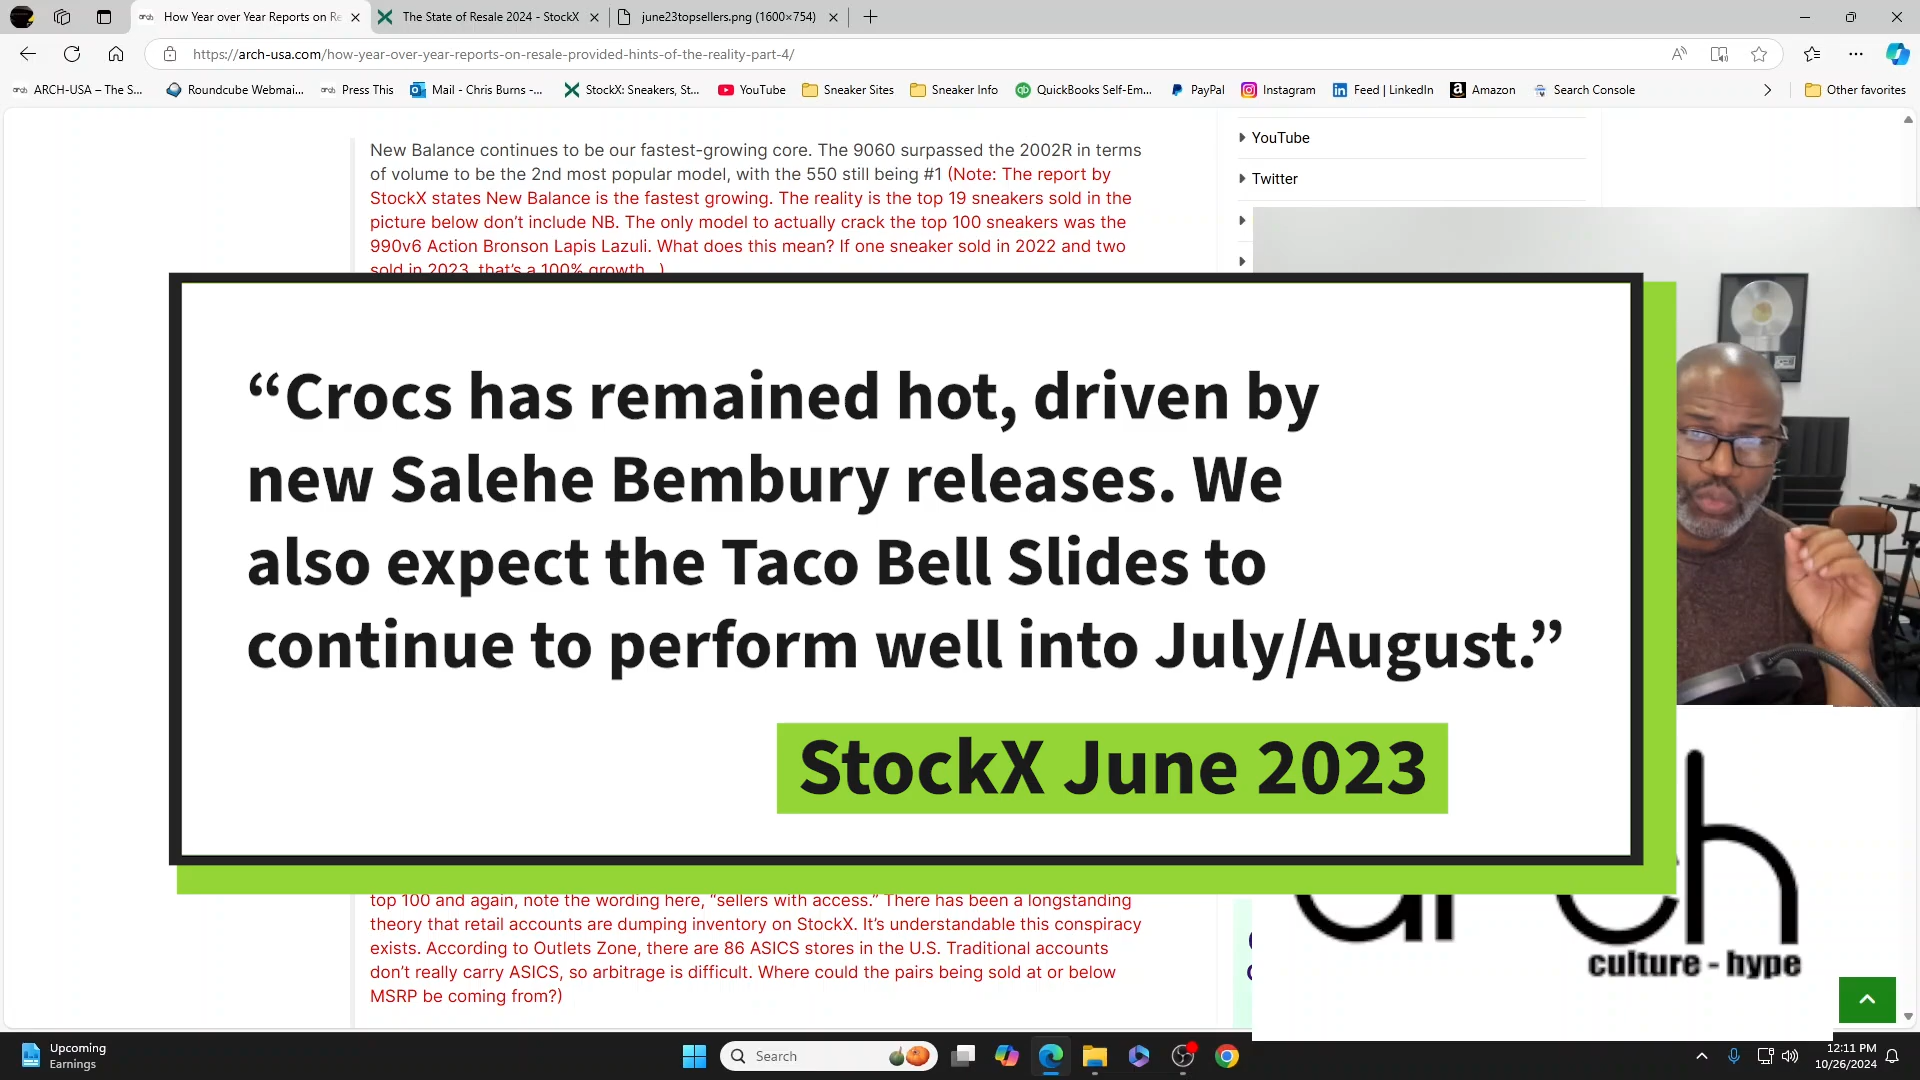 How Year over Year Reports on Re
The State of Resale 2024 - StockX
june23topsellers.png (1600×754)
https://arch-usa.com/how-year-over-year-reports-on-resale-provided-hints-of-the-reality-part-4/
ARCH-USA – The S...
Roundcube Webmai...
Press This
Mail - Chris Burns -...
StockX: Sneakers, St...
YouTube
Sneaker Sites
Sneaker Info
QuickBooks Self-Em...
PayPal
Instagram
Feed | LinkedIn
Amazon
Search Console
Other favorites
New Balance continues to be our fastest-growing core. The 9060 surpassed the 2002R in terms
of volume to be the 2nd most popular model, with the 550 still being #1 (Note: The report by
StockX states New Balance is the fastest growing. The reality is the top 19 sneakers sold in the
picture below don’t include NB. The only model to actually crack the top 100 sneakers was the
990v6 Action Bronson Lapis Lazuli. What does this mean? If one sneaker sold in 2022 and two
sold in 2023, that’s a 100% growth...)
YouTube
Twitter
“Crocs has remained hot, driven by
new Salehe Bembury releases. We
also expect the Taco Bell Slides to
continue to perform well into July/August.”
StockX June 2023
top 100 and again, note the wording here, “sellers with access.” There has been a longstanding
theory that retail accounts are dumping inventory on StockX. It’s understandable this conspiracy
exists. According to Outlets Zone, there are 86 ASICS stores in the U.S. Traditional accounts
don’t really carry ASICS, so arbitrage is difficult. Where could the pairs being sold at or below
MSRP be coming from?)
culture - hype
Upcoming
Earnings
Search
12:11 PM
10/26/2024